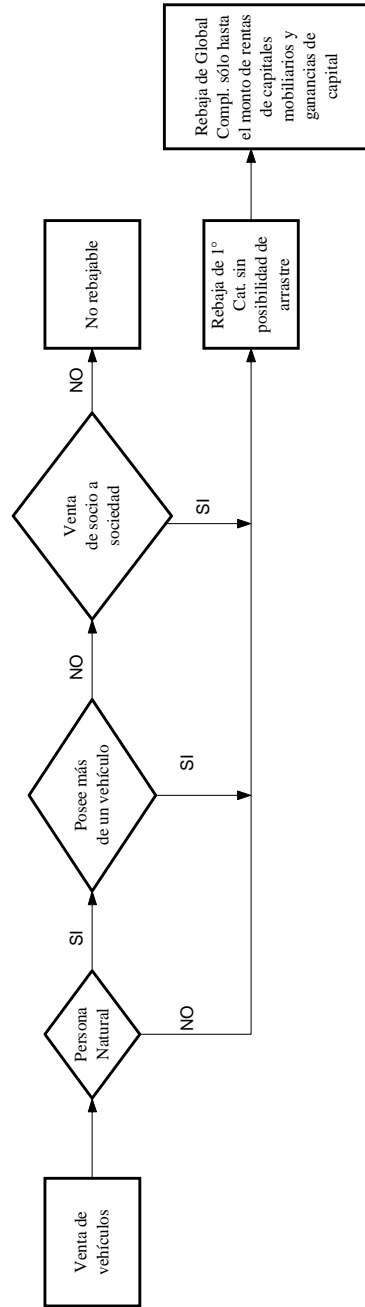 Venta de
vehículos
Persona
Natural
SI
NO
Posee más
de un vehículo
NO
SI
Venta
de socio a
sociedad
NO
SI
No rebajable
Rebaja de 1°
Cat. sin
posibilidad de
arrastre
Rebaja de Global
Compl. sólo hasta
el monto de rentas
de capitales
mobiliarios y
ganancias de
capital